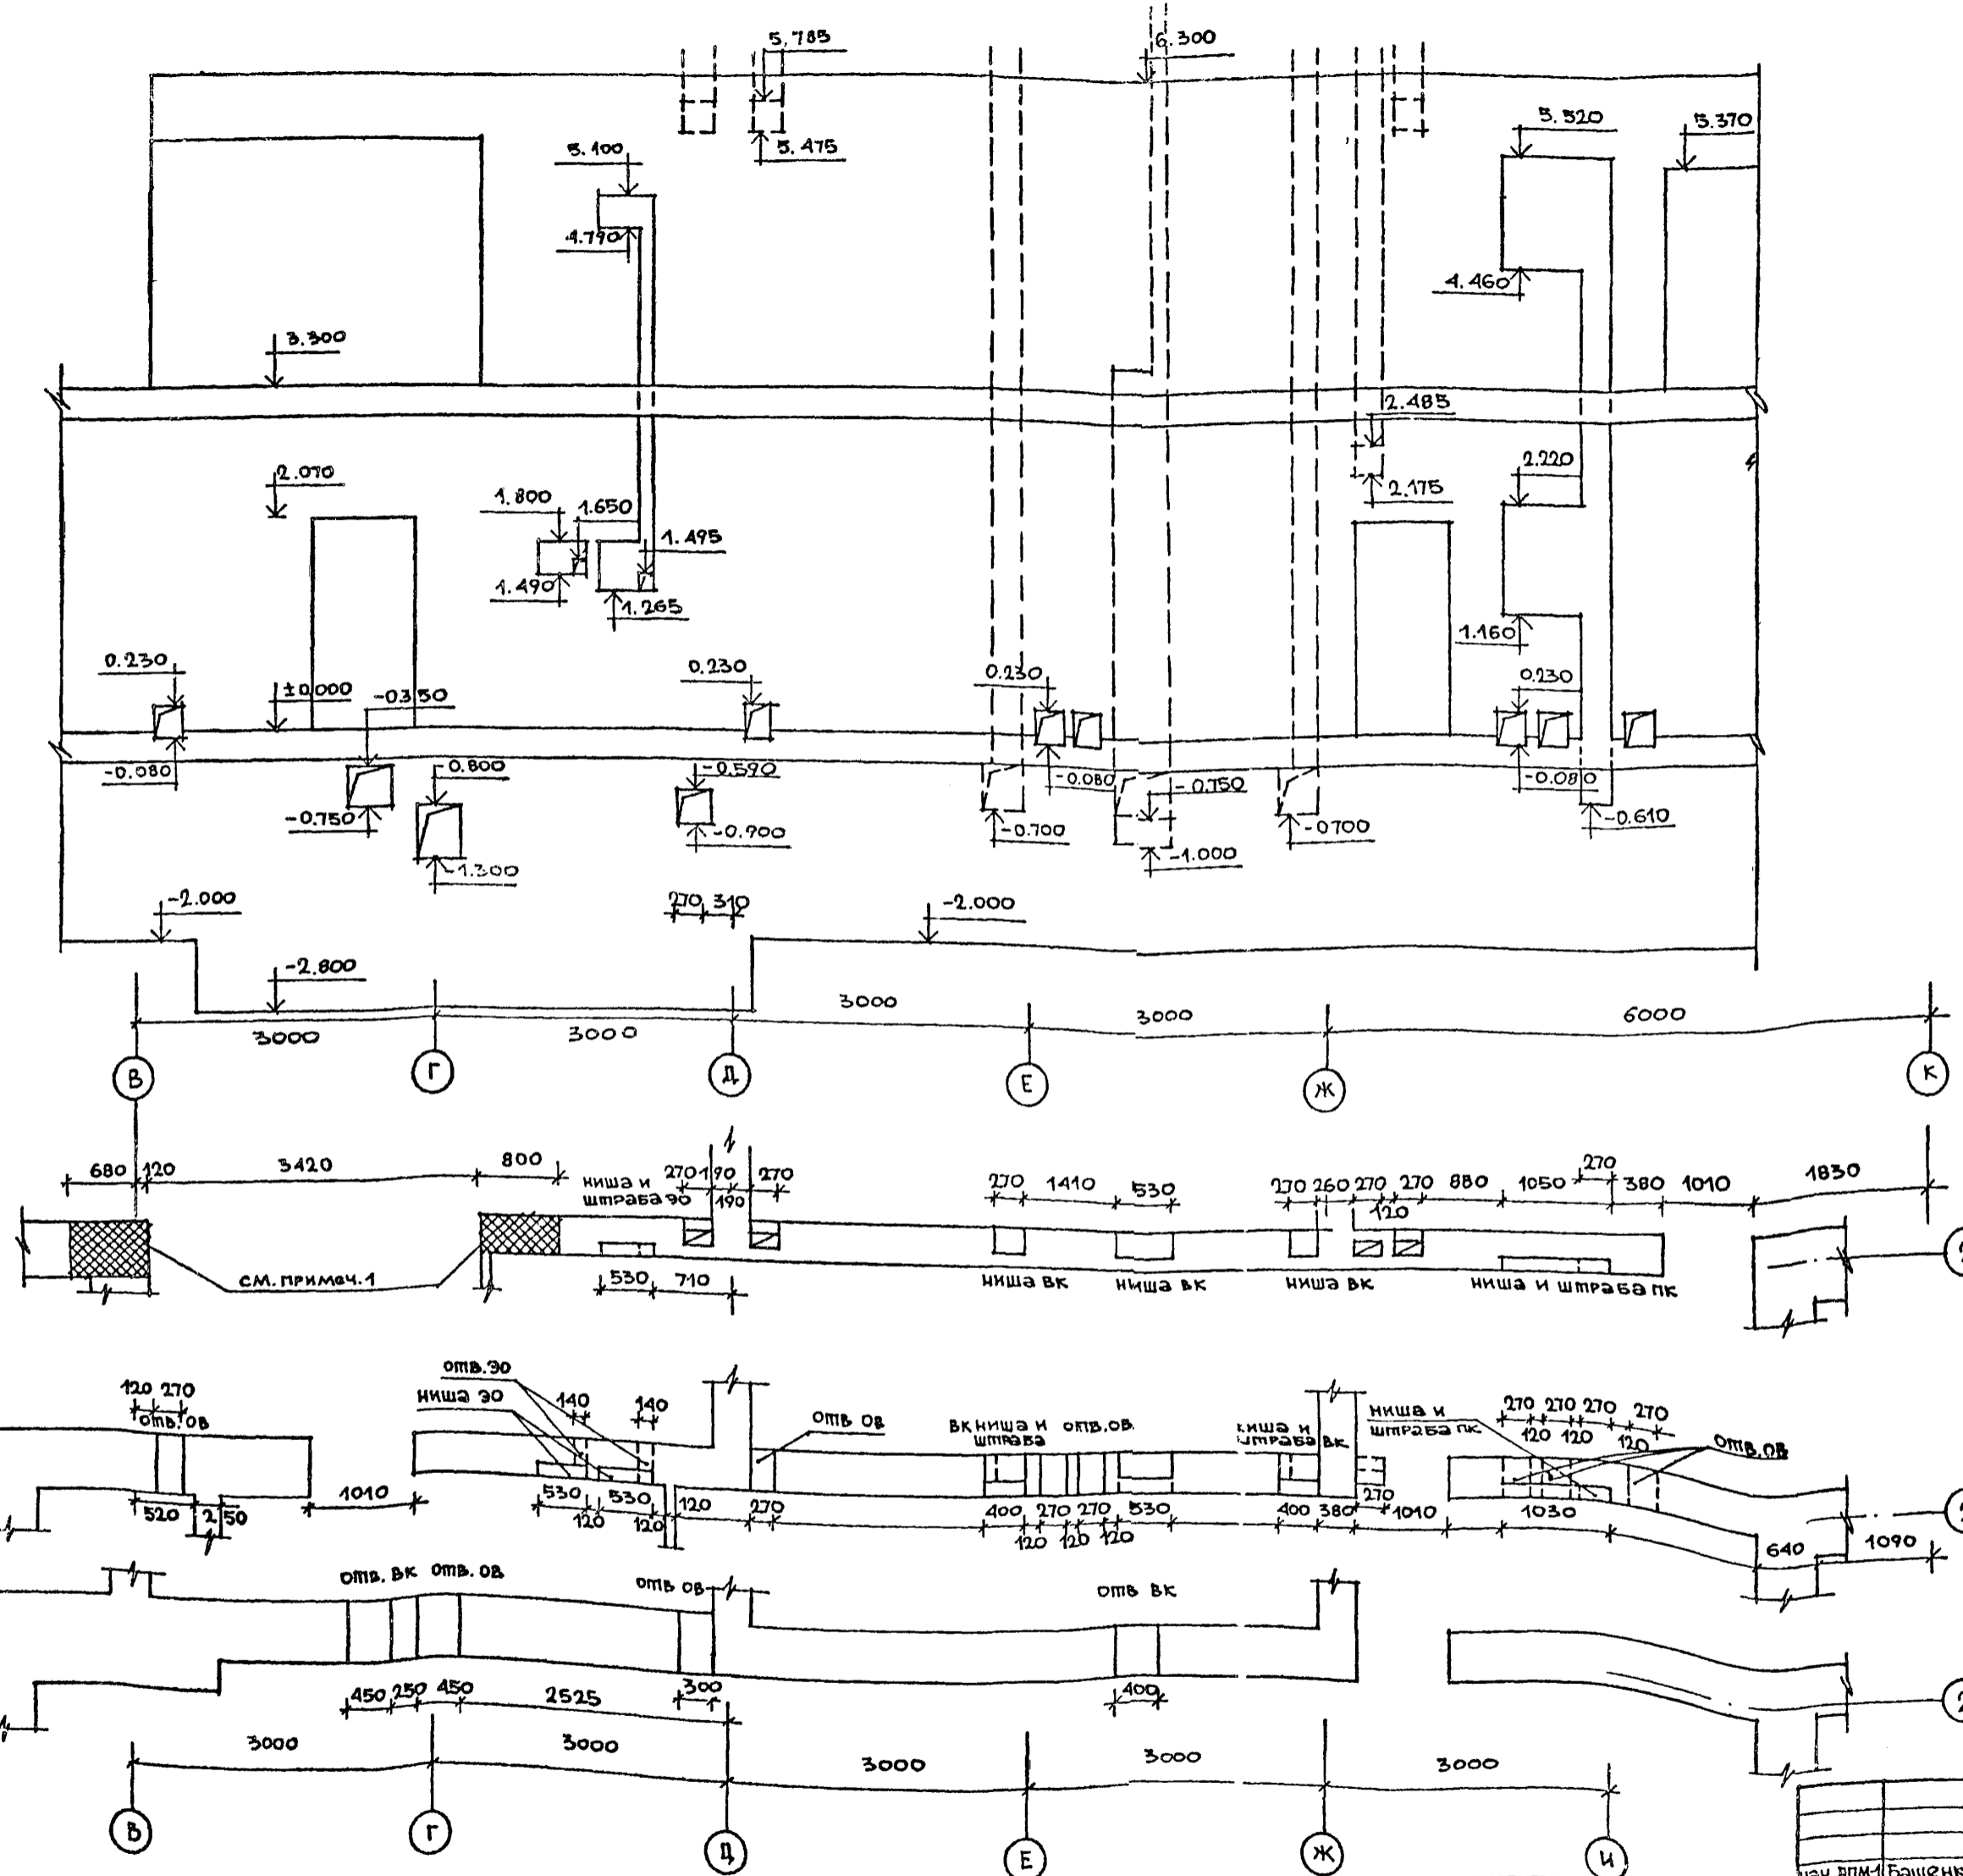 5.785
6.300
5.520
5.370
5.100
5.475
4.790
4.460
3.300
2.485
2.070
2.220
1.800
1.650
2.175
1.495
1.490
1.265
1.160
0.230
0.230
0.230
0.230
±0.000
-0.350
-0.080
0.800
-0.590
-0.080
-0.750
-0.080
-0.750
-0.900
-0.700
-0.700
-0.610
-1.300
-1.000
-2.000
270 310
-2.000
-2.800
3000
3000
3000
3000
6000
В
Г
Д
Е
Ж
К
680 120
3420
800
ниша и
штраба ЭО
270 190
190
270
270
1410
530
270 260 270 270 880
120
1050
270
380
1010
1830
см. примеч.1
530
710
ниша вк
ниша вк
ниша вк
ниша и штраба пк
отв.ЭО
ниша ЭО
120 270
отв. ов
140
140
отв ов
вк ниша и отв.ов.
штраба
ниша и
штраба вк
ниша и
штраба пк
270 270 270 270
120 120 120
отв.ов
520
250
1010
530
530
120
120
120
270
400 270 270 530
120 120 120
400 380
270
1010
1030
640
1090
отв. вк отв. ов
отв ов
отв вк
450 250 450
2525
300
400
3000
3000
3000
3000
3000
В
Г
Д
Е
Ж
И